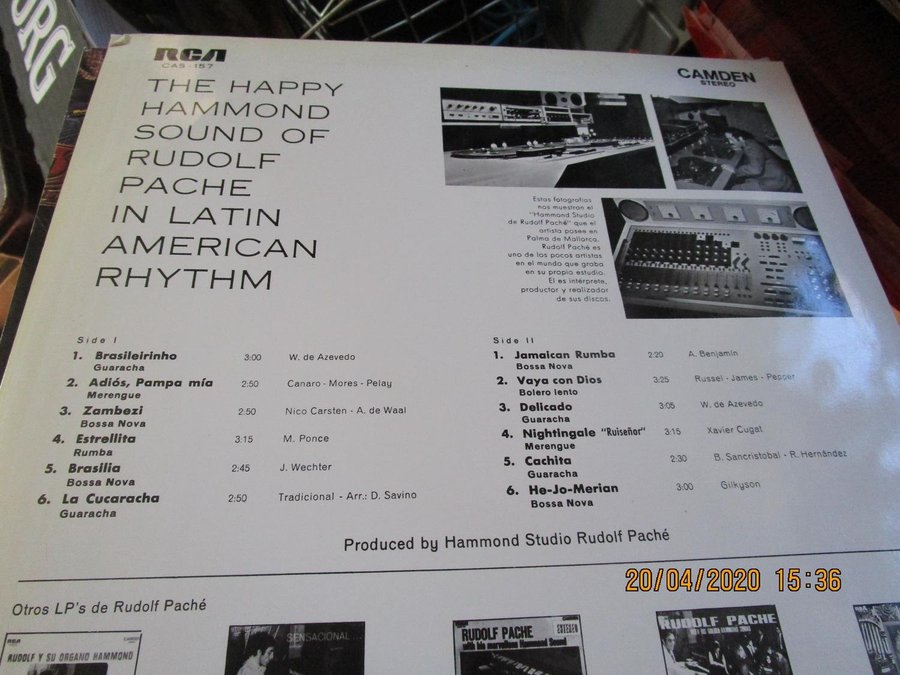 ORG
RCA
CAS - 157
CAMDEN
STEREO
THE HAPPY
HAMMOND
SOUND OF
RUDOLF
PACHE
IN LATIN
AMERICAN
RHYTHM
Estas fotografías
nos muestran el
"Hammond Studio
de Rudolf Paché" que el
artista posee en
Palma de Mallorca.
Rudolf Paché es
uno de los pocos artistas
en el mundo que graba
en su propio estudio.
El es intérprete,
productor y realizador
de sus discos.
Side I
1. Brasileirinho 3:00 W. de Azevedo
Guaracha
2. Adiós, Pampa mía 2:50 Canaro - Mores - Pelay
Merengue
3. Zambezi 2:50 Nico Carsten - A. de Waal
Bossa Nova
4. Estrellita 3:15 M. Ponce
Rumba
5. Brasilia 2:45 J. Wechter
Bossa Nova
6. La Cucaracha 2:50 Tradicional - Arr.: D. Savino
Guaracha
Side II
1. Jamaican Rumba 2:20 A. Benjamín
Bossa Nova
2. Vaya con Dios 3:25 Russel - James - Pepper
Bolero lento
3. Delicado 3:05 W. de Azevedo
Guaracha
4. Nightingale "Ruiseñor" 3:15 Xavier Cugat
Merengue
5. Cachita 2:30 B. Sancristobal - R. Hernández
Guaracha
6. He-Jo-Merian 3:00 Gilkyson
Bossa Nova
Produced by Hammond Studio Rudolf Paché
20/04/2020 15:36
Otros LP's de Rudolf Paché
RUDOLF Y SU ORGANO HAMMOND
SENSACIONAL...
RUDOLF PACHE
with his marvellous Hammond Sound
RUDOLF PACHE